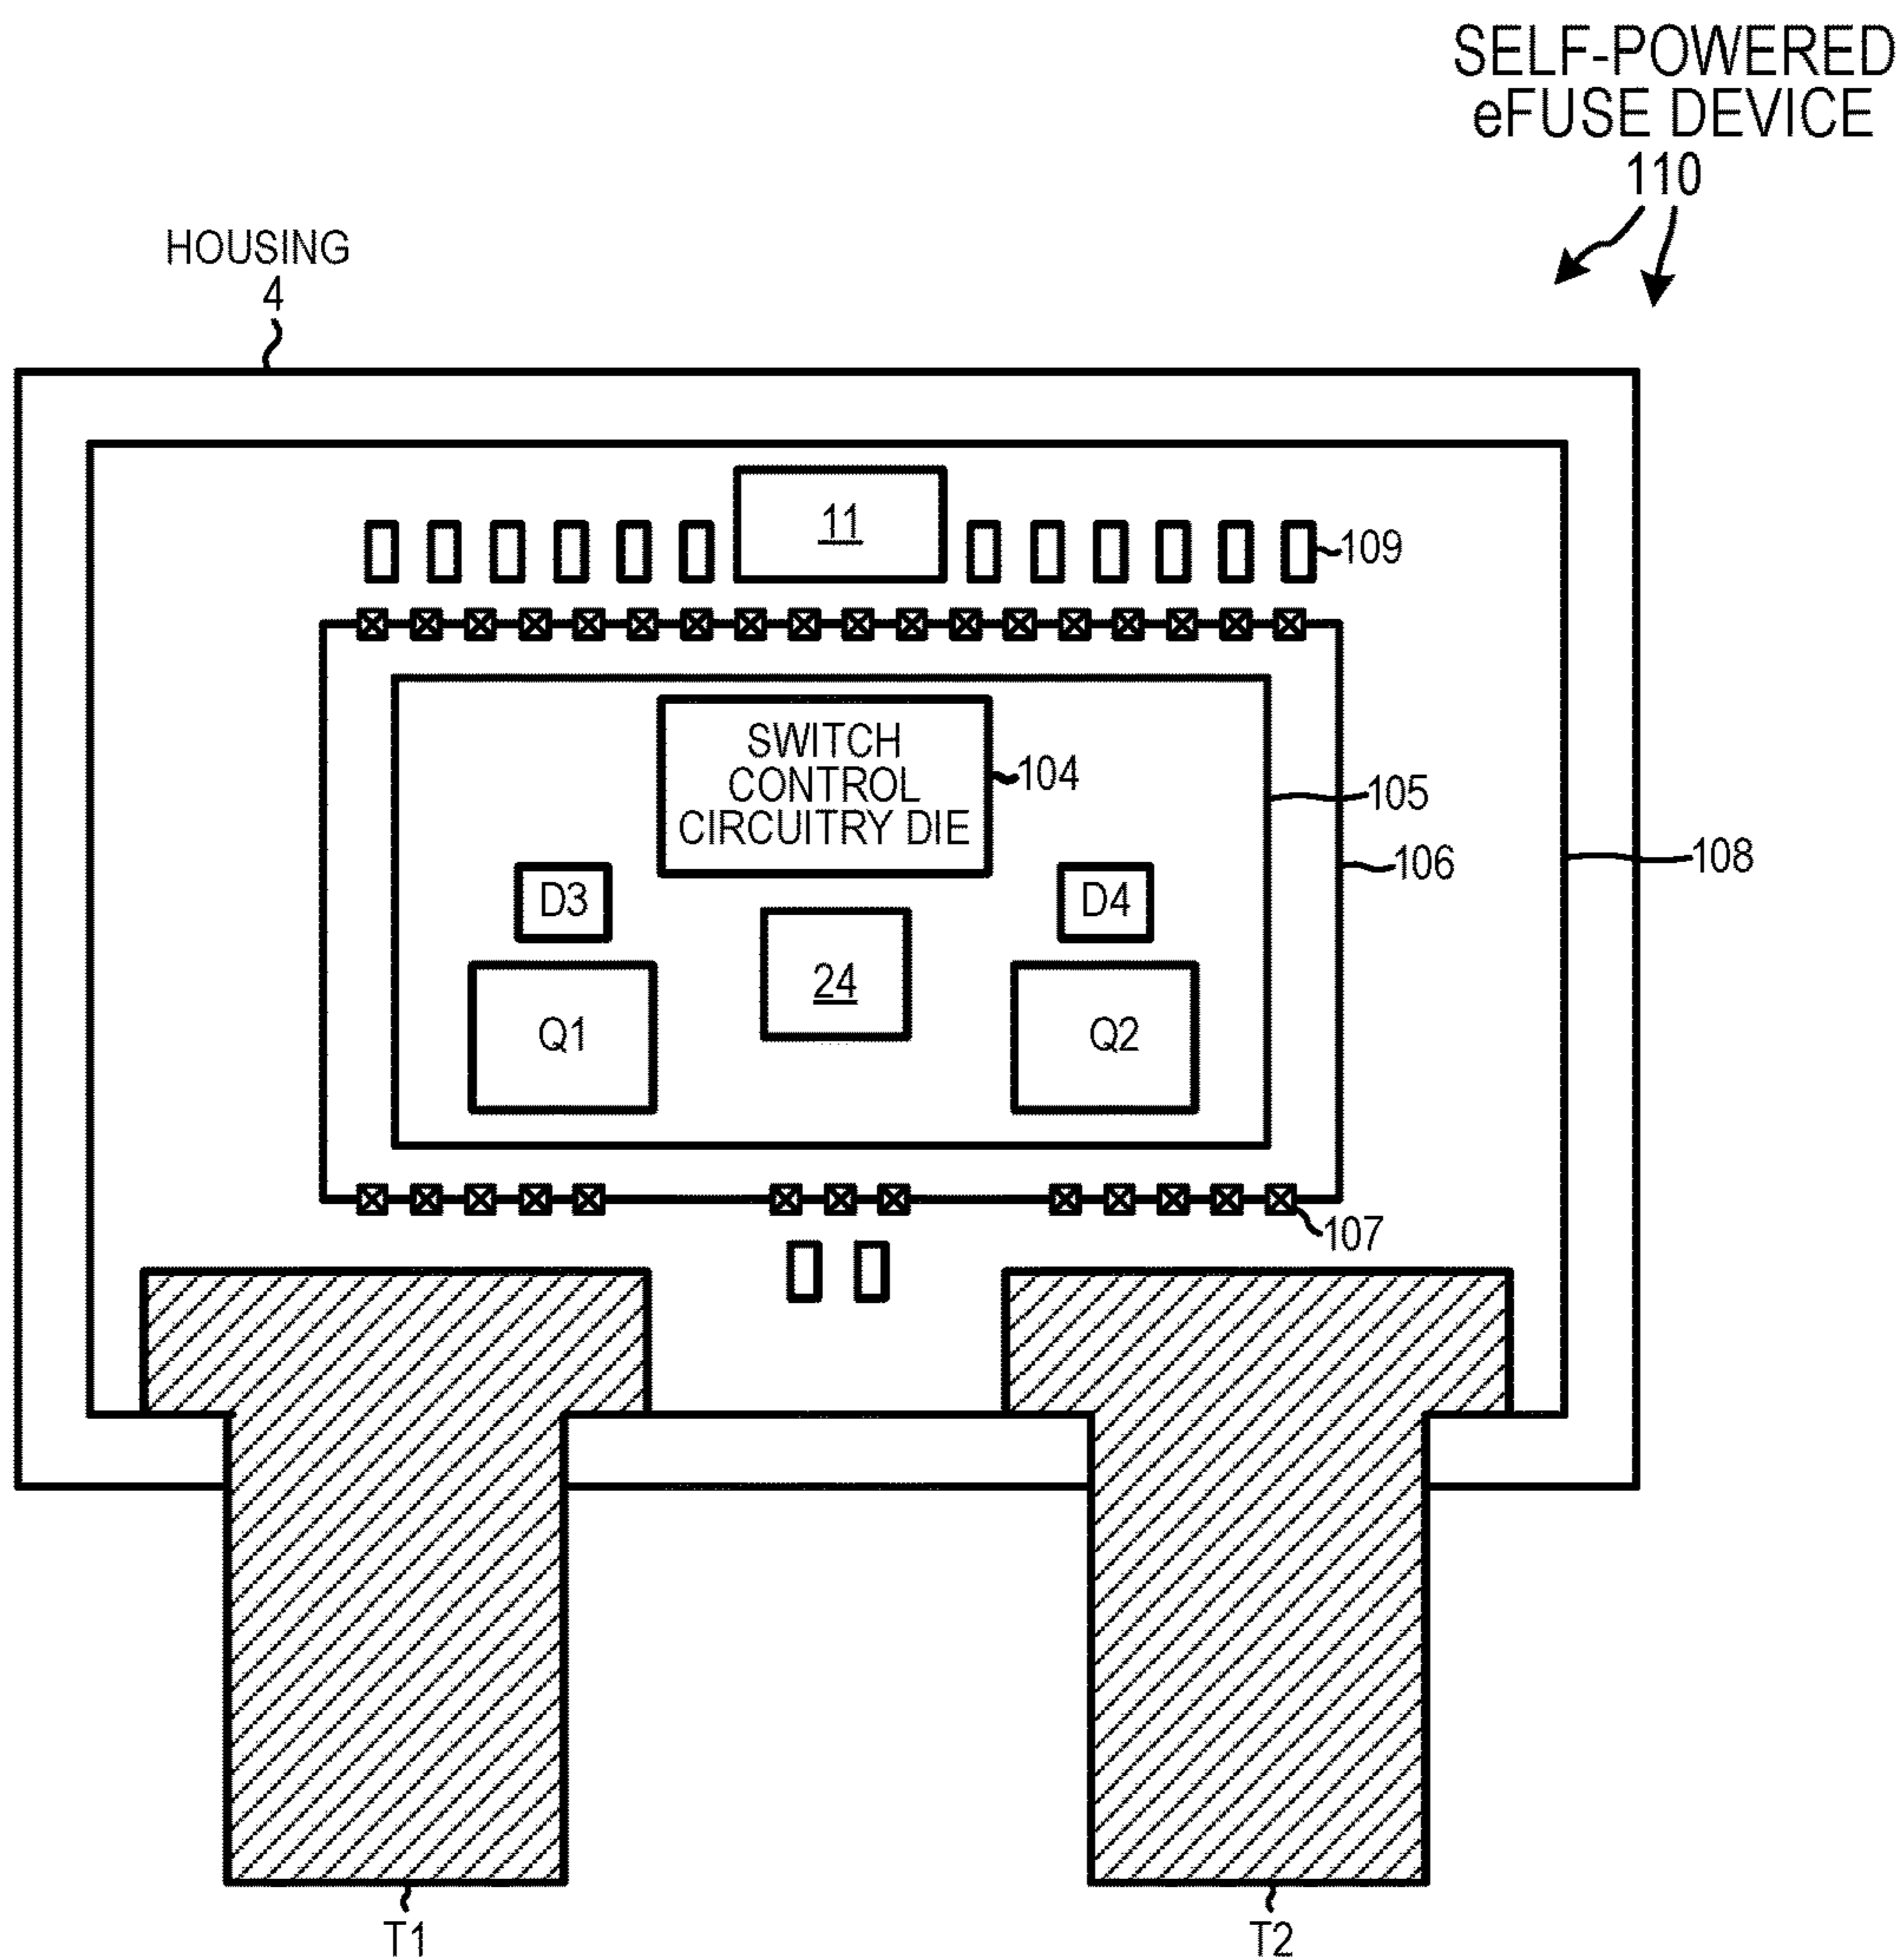 SELF-POWERED
eFUSE DEVICE
110
HOUSING
4
11
109
SWITCH
CONTROL
CIRCUITRY DIE
104
105
106
108
D3
D4
24
Q1
Q2
107
T1
T2